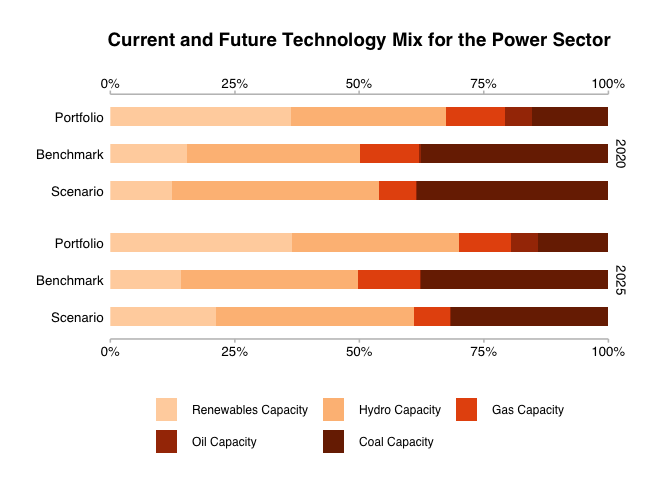 Current and Future Technology Mix for the Power Sector
0% 25% 50% 75% 100%
Portfolio
Benchmark
Scenario
2020
Portfolio
Benchmark
Scenario
2025
0% 25% 50% 75% 100%
Renewables Capacity Hydro Capacity Gas Capacity
Oil Capacity Coal Capacity